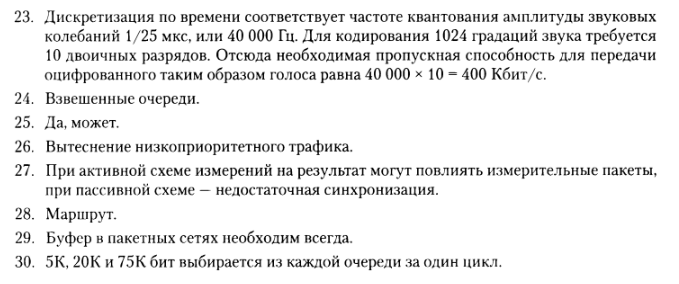 23. Дискретизация по времени соответствует частоте квантования амплитуды звуковых
колебаний 1/25 мкс, или 40 000 Гц. Для кодирования 1024 градаций звука требуется
10 двоичных разрядов. Отсюда необходимая пропускная способность для передачи
оцифрованного таким образом голоса равна 40 000 × 10 = 400 Кбит/с.
24. Взвешенные очереди.
25. Да, может.
26. Вытеснение низкоприоритетного трафика.
27. При активной схеме измерений на результат могут повлиять измерительные пакеты,
при пассивной схеме — недостаточная синхронизация.
28. Маршрут.
29. Буфер в пакетных сетях необходим всегда.
30. 5К, 20К и 75К бит выбирается из каждой очереди за один цикл.